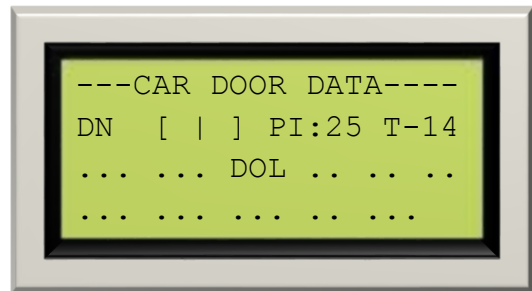 ---CAR DOOR DATA----
DN  [ | ] PI:25 T-14
... ... DOL .. .. ..
... ... ... .. ...